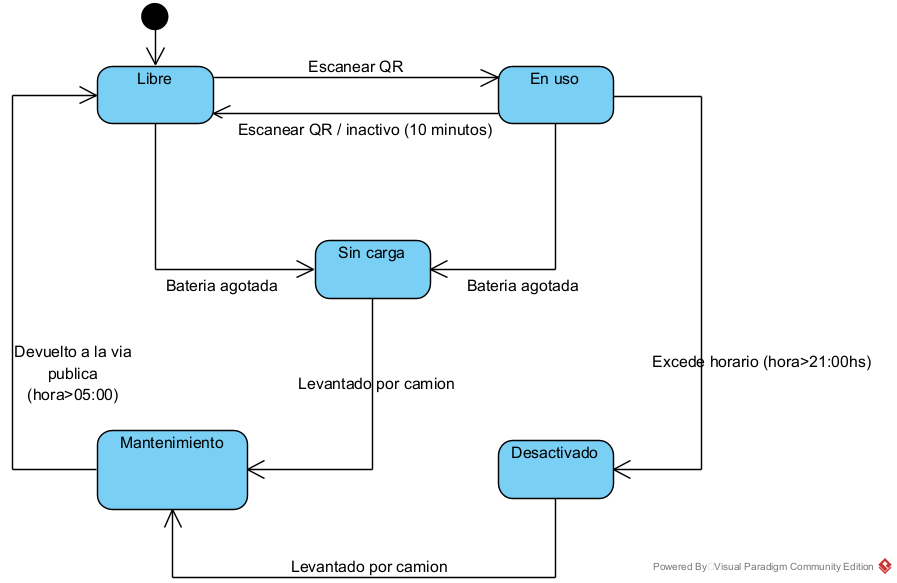 Libre
Escanear QR
En uso
Escanear QR / inactivo (10 minutos)
Sin carga
Bateria agotada
Bateria agotada
Devuelto a la via
publica
(hora>05:00)
Excede horario (hora>21:00hs)
Levantado por camion
Mantenimiento
Desactivado
Levantado por camion
Powered By Visual Paradigm Community Edition